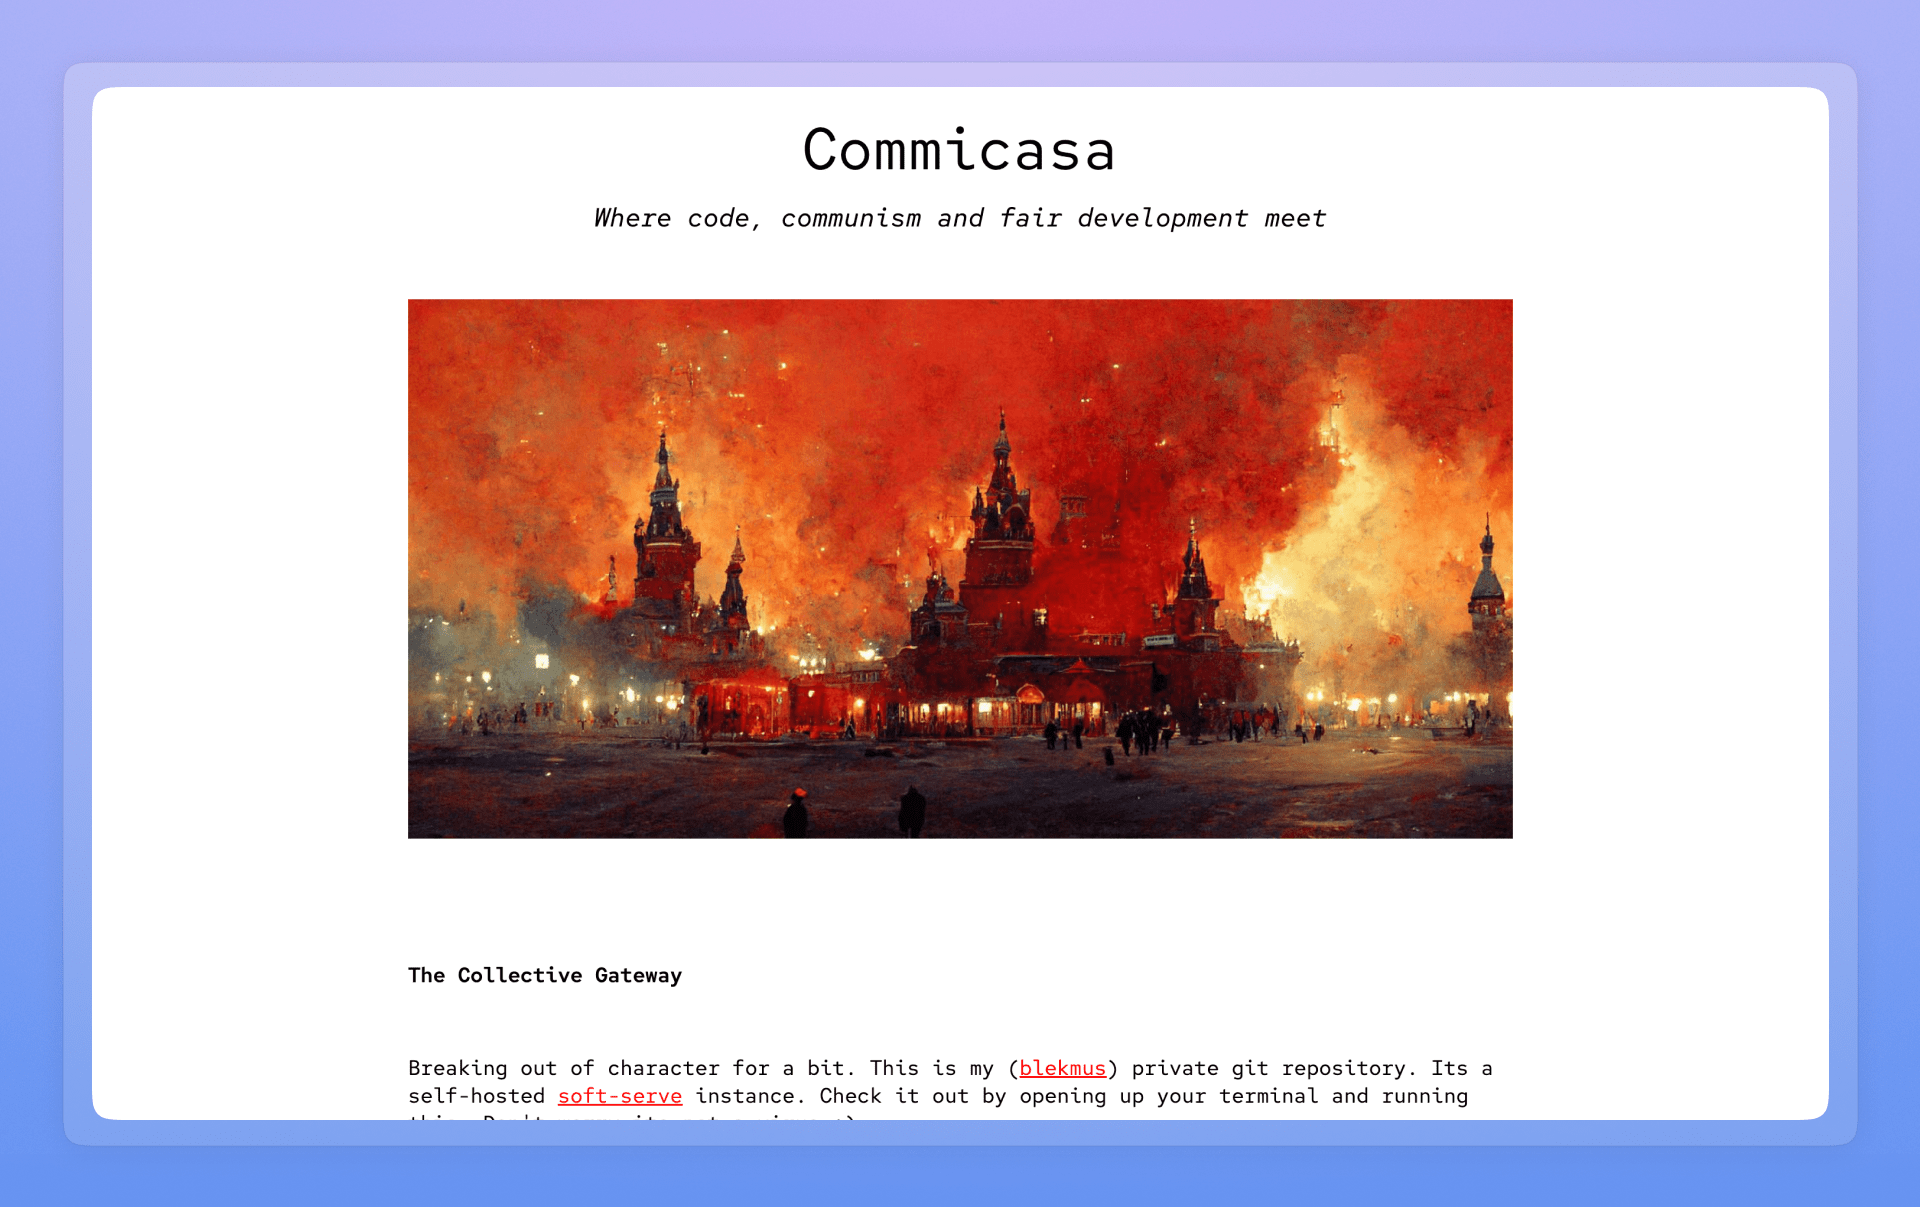 Commicasa
Where code, communism and fair development meet
The Collective Gateway
Breaking out of character for a bit. This is my (blekmus) private git repository. Its a
self-hosted soft-serve instance. Check it out by opening up your terminal and running